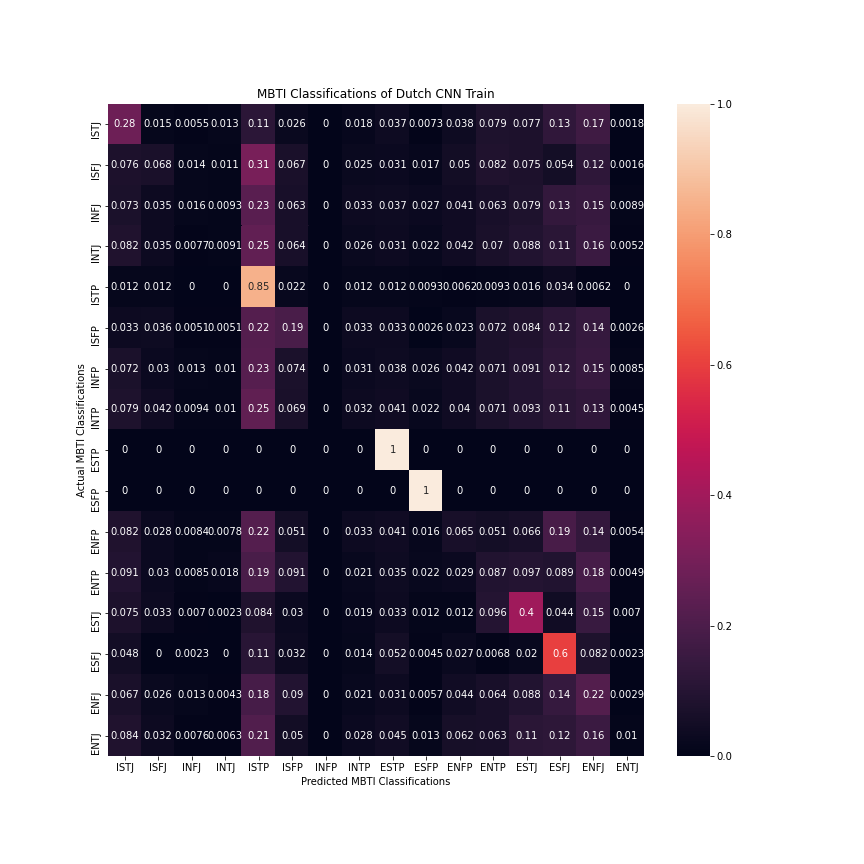 MBTI Classifications of Dutch CNN Train
Actual MBTI Classifications
ISTJ 0.28 0.015 0.0055 0.013 0.11 0.026 0 0.018 0.037 0.0073 0.038 0.079 0.077 0.13 0.17 0.0018
ISFJ 0.076 0.068 0.014 0.011 0.31 0.067 0 0.025 0.031 0.017 0.05 0.082 0.075 0.054 0.12 0.0016
INFJ 0.073 0.035 0.016 0.0093 0.23 0.063 0 0.033 0.037 0.027 0.041 0.063 0.079 0.13 0.15 0.0089
INTJ 0.082 0.035 0.0077 0.0091 0.25 0.064 0 0.026 0.031 0.022 0.042 0.07 0.088 0.11 0.16 0.0052
ISTP 0.012 0.012 0 0 0.85 0.022 0 0.012 0.012 0.0093 0.0062 0.0093 0.016 0.034 0.0062 0
ISFP 0.033 0.036 0.0051 0.0051 0.22 0.19 0 0.033 0.033 0.0026 0.023 0.072 0.084 0.12 0.14 0.0026
INFP 0.072 0.03 0.013 0.01 0.23 0.074 0 0.031 0.038 0.026 0.042 0.071 0.091 0.12 0.15 0.0085
INTP 0.079 0.042 0.0094 0.01 0.25 0.069 0 0.032 0.041 0.022 0.04 0.071 0.093 0.11 0.13 0.0045
ESTP 0 0 0 0 0 0 0 0 1 0 0 0 0 0 0 0
ESFP 0 0 0 0 0 0 0 0 0 1 0 0 0 0 0 0
ENFP 0.082 0.028 0.0084 0.0078 0.22 0.051 0 0.033 0.041 0.016 0.065 0.051 0.066 0.19 0.14 0.0054
ENTP 0.091 0.03 0.0085 0.018 0.19 0.091 0 0.021 0.035 0.022 0.029 0.087 0.097 0.089 0.18 0.0049
ESTJ 0.075 0.033 0.007 0.0023 0.084 0.03 0 0.019 0.033 0.012 0.012 0.096 0.4 0.044 0.15 0.007
ESFJ 0.048 0 0.0023 0 0.11 0.032 0 0.014 0.052 0.0045 0.027 0.0068 0.02 0.6 0.082 0.0023
ENFJ 0.067 0.026 0.013 0.0043 0.18 0.09 0 0.021 0.031 0.0057 0.044 0.064 0.088 0.14 0.22 0.0029
ENTJ 0.084 0.032 0.0076 0.0063 0.21 0.05 0 0.028 0.045 0.013 0.062 0.063 0.11 0.12 0.16 0.01
ISTJ ISFJ INFJ INTJ ISTP ISFP INFP INTP ESTP ESFP ENFP ENTP ESTJ ESFJ ENFJ ENTJ
Predicted MBTI Classifications
1.0
0.8
0.6
0.4
0.2
0.0